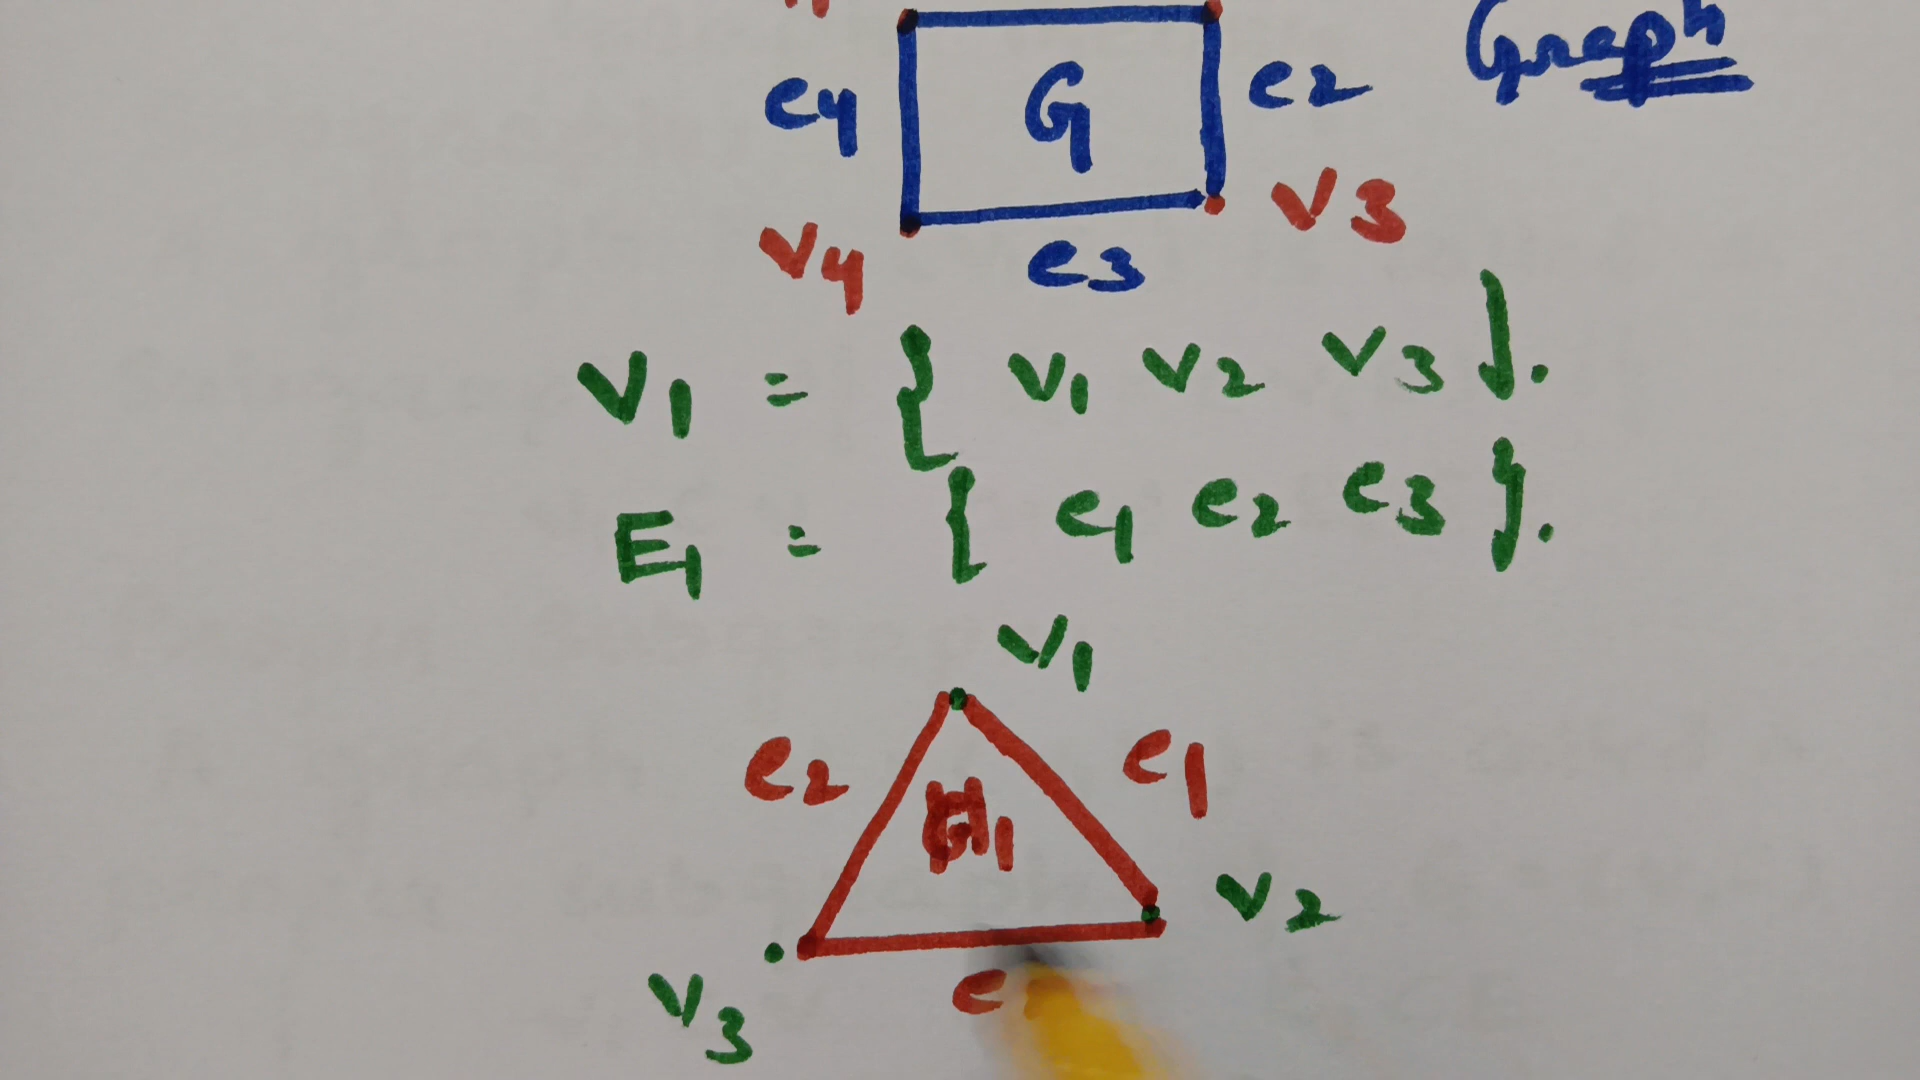 Graph
e4 G e2
v3
v4 e3
V1 = { v1 v2 v3 }.
E1 = { e1 e2 e3 }.
v1
e2 e1
H1
v2
e
v3